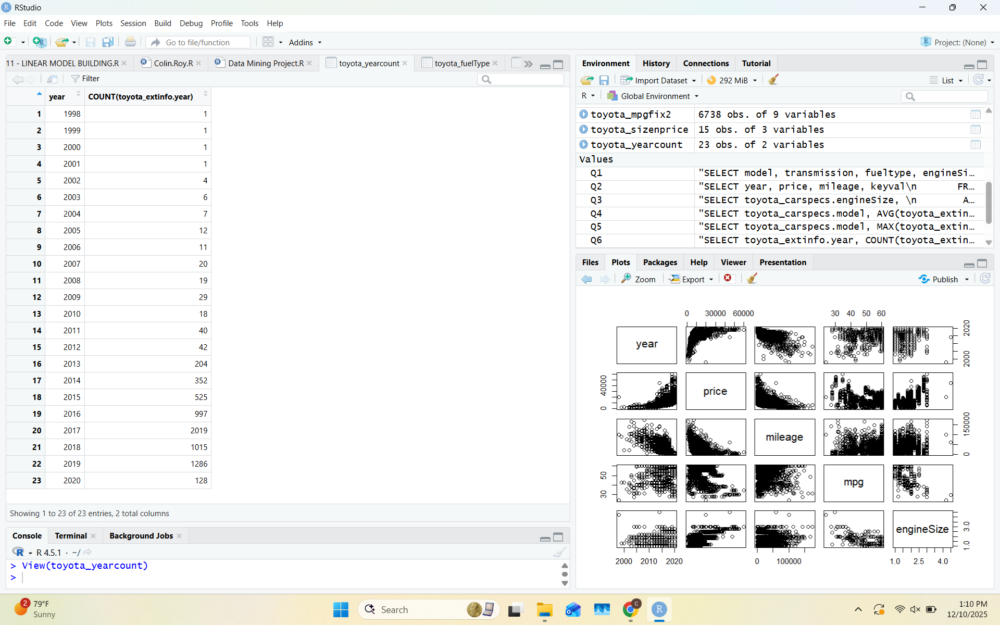 RStudio
File Edit Code View Plots Session Build Debug Profile Tools Help
Go to file/function Addins Project: (None)
11 - LINEAR MODEL BUILDING.R Colin.Roy.R Data Mining Project.R toyota_yearcount toyota_fuelType
Filter
year COUNT(toyota_extinfo.year)
1 1998 1
2 1999 1
3 2000 1
4 2001 1
5 2002 4
6 2003 6
7 2004 7
8 2005 12
9 2006 11
10 2007 20
11 2008 19
12 2009 29
13 2010 18
14 2011 40
15 2012 42
16 2013 204
17 2014 352
18 2015 525
19 2016 997
20 2017 2019
21 2018 1015
22 2019 1286
23 2020 128
Showing 1 to 23 of 23 entries, 2 total columns
Console Terminal Background Jobs
R 4.5.1 · ~/
> View(toyota_yearcount)
>
Environment History Connections Tutorial
Import Dataset 292 MiB List
R Global Environment
toyota_mpgfix2 6738 obs. of 9 variables
toyota_sizenprice 15 obs. of 3 variables
toyota_yearcount 23 obs. of 2 variables
Values
Q1 "SELECT model, transmission, fueltype, engineSi…
Q2 "SELECT year, price, mileage, keyval\n FR…
Q3 "SELECT toyota_carspecs.engineSize, \n A…
Q4 "SELECT toyota_carspecs.model, AVG(toyota_extin…
Q5 "SELECT toyota_carspecs.model, MAX(toyota_extin…
Q6 "SELECT toyota_extinfo.year, COUNT(toyota_extin…
Files Plots Packages Help Viewer Presentation
Zoom Export Publish
0 30000 60000 30 40 50 60
year 2000 2020
0 40000 price
mileage 0 150000
30 50 mpg
engineSize 1.0 3.0
2000 2010 2020 0 100000 1.0 2.5 4.0
2 79°F
Sunny
Search
C
R
1:10 PM
12/10/2025